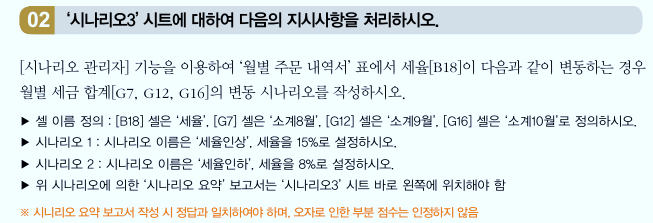 02 ‘시나리오3’ 시트에 대하여 다음의 지시사항을 처리하시오.
[시나리오 관리자] 기능을 이용하여 ‘월별 주문 내역서’ 표에서 세율[B18]이 다음과 같이 변동하는 경우
월별 세금 합계[G7, G12, G16]의 변동 시나리오를 작성하시오.
▶ 셀 이름 정의 : [B18] 셀은 ‘세율’, [G7] 셀은 ‘소계8월’, [G12] 셀은 ‘소계9월’, [G16] 셀은 ‘소계10월’로 정의하시오.
▶ 시나리오 1 : 시나리오 이름은 ‘세율인상’, 세율을 15%로 설정하시오.
▶ 시나리오 2 : 시나리오 이름은 ‘세율인하’, 세율을 8%로 설정하시오.
▶ 위 시나리오에 의한 ‘시나리오 요약’ 보고서는 ‘시나리오3’ 시트 바로 왼쪽에 위치해야 함
※ 시나리오 요약 보고서 작성 시 정답과 일치하여야 하며, 오자로 인한 부분 점수는 인정하지 않음